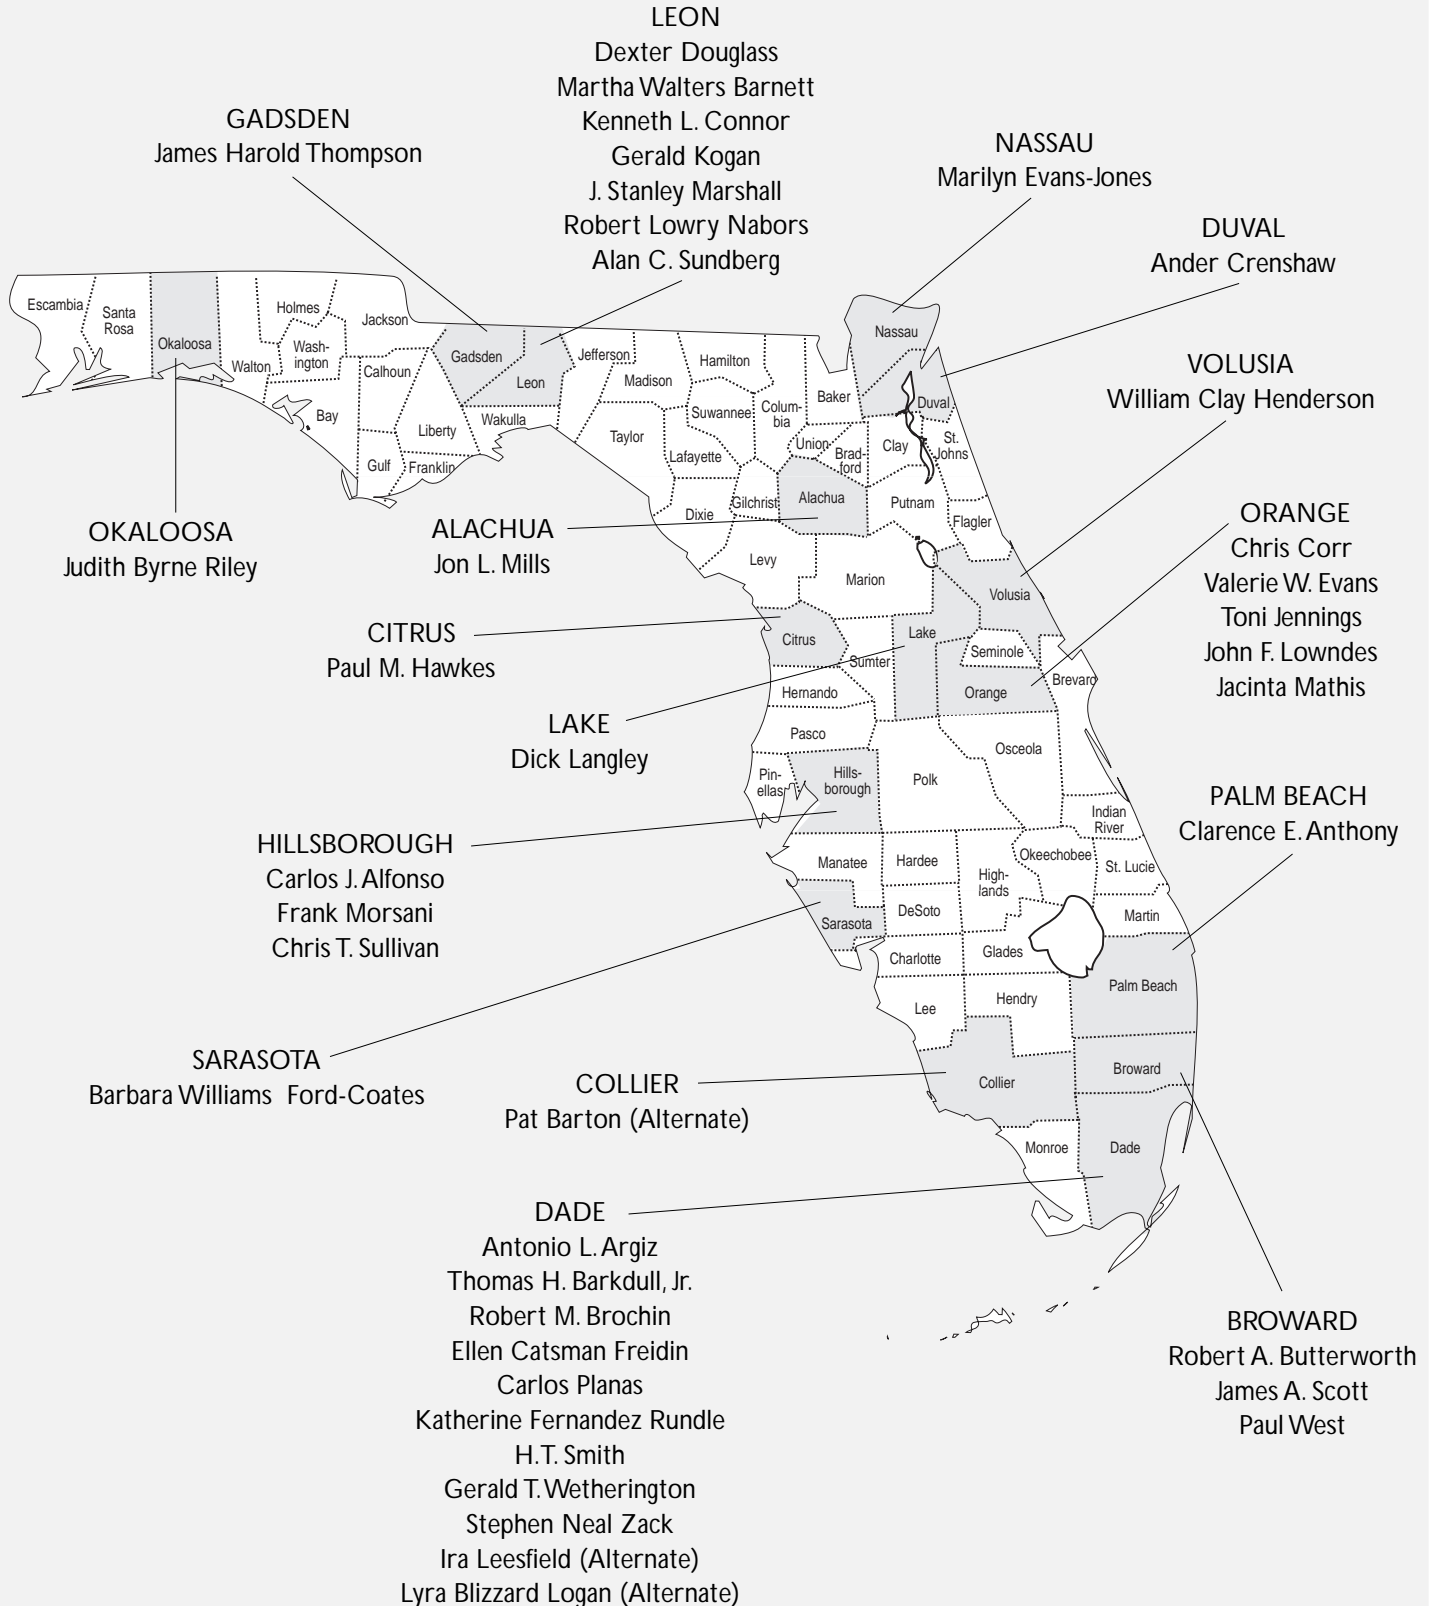 LEON
Dexter Douglass
Martha Walters Barnett
Kenneth L. Connor
Gerald Kogan
J. Stanley Marshall
Robert Lowry Nabors
Alan C. Sundberg
GADSDEN
James Harold Thompson
NASSAU
Marilyn Evans-Jones
DUVAL
Ander Crenshaw
VOLUSIA
William Clay Henderson
ORANGE
Chris Corr
Valerie W. Evans
Toni Jennings
John F. Lowndes
Jacinta Mathis
OKALOOSA
Judith Byrne Riley
ALACHUA
Jon L. Mills
CITRUS
Paul M. Hawkes
LAKE
Dick Langley
PALM BEACH
Clarence E. Anthony
HILLSBOROUGH
Carlos J. Alfonso
Frank Morsani
Chris T. Sullivan
SARASOTA
Barbara Williams Ford-Coates
COLLIER
Pat Barton (Alternate)
DADE
Antonio L. Argiz
Thomas H. Barkdull, Jr.
Robert M. Brochin
Ellen Catsman Freidin
Carlos Planas
Katherine Fernandez Rundle
H.T. Smith
Gerald T. Wetherington
Stephen Neal Zack
Ira Leesfield (Alternate)
Lyra Blizzard Logan (Alternate)
BROWARD
Robert A. Butterworth
James A. Scott
Paul West
Escambia
Santa
Rosa
Okaloosa
Walton
Holmes
Wash-
ington
Jackson
Bay
Calhoun
Gulf
Liberty
Franklin
Gadsden
Leon
Wakulla
Jefferson
Madison
Taylor
Hamilton
Suwannee
Lafayette
Dixie
Colum-
bia
Gilchrist
Baker
Union
Brad-
ford
Alachua
Levy
Nassau
Duval
Clay
St.
Johns
Putnam
Flagler
Marion
Volusia
Citrus
Sumter
Lake
Seminole
Orange
Brevard
Hernando
Pasco
Pin-
ellas
Hills-
borough
Polk
Osceola
Indian
River
Manatee
Hardee
High-
lands
Okeechobee
St. Lucie
Sarasota
DeSoto
Martin
Charlotte
Glades
Lee
Hendry
Palm Beach
Collier
Broward
Monroe
Dade